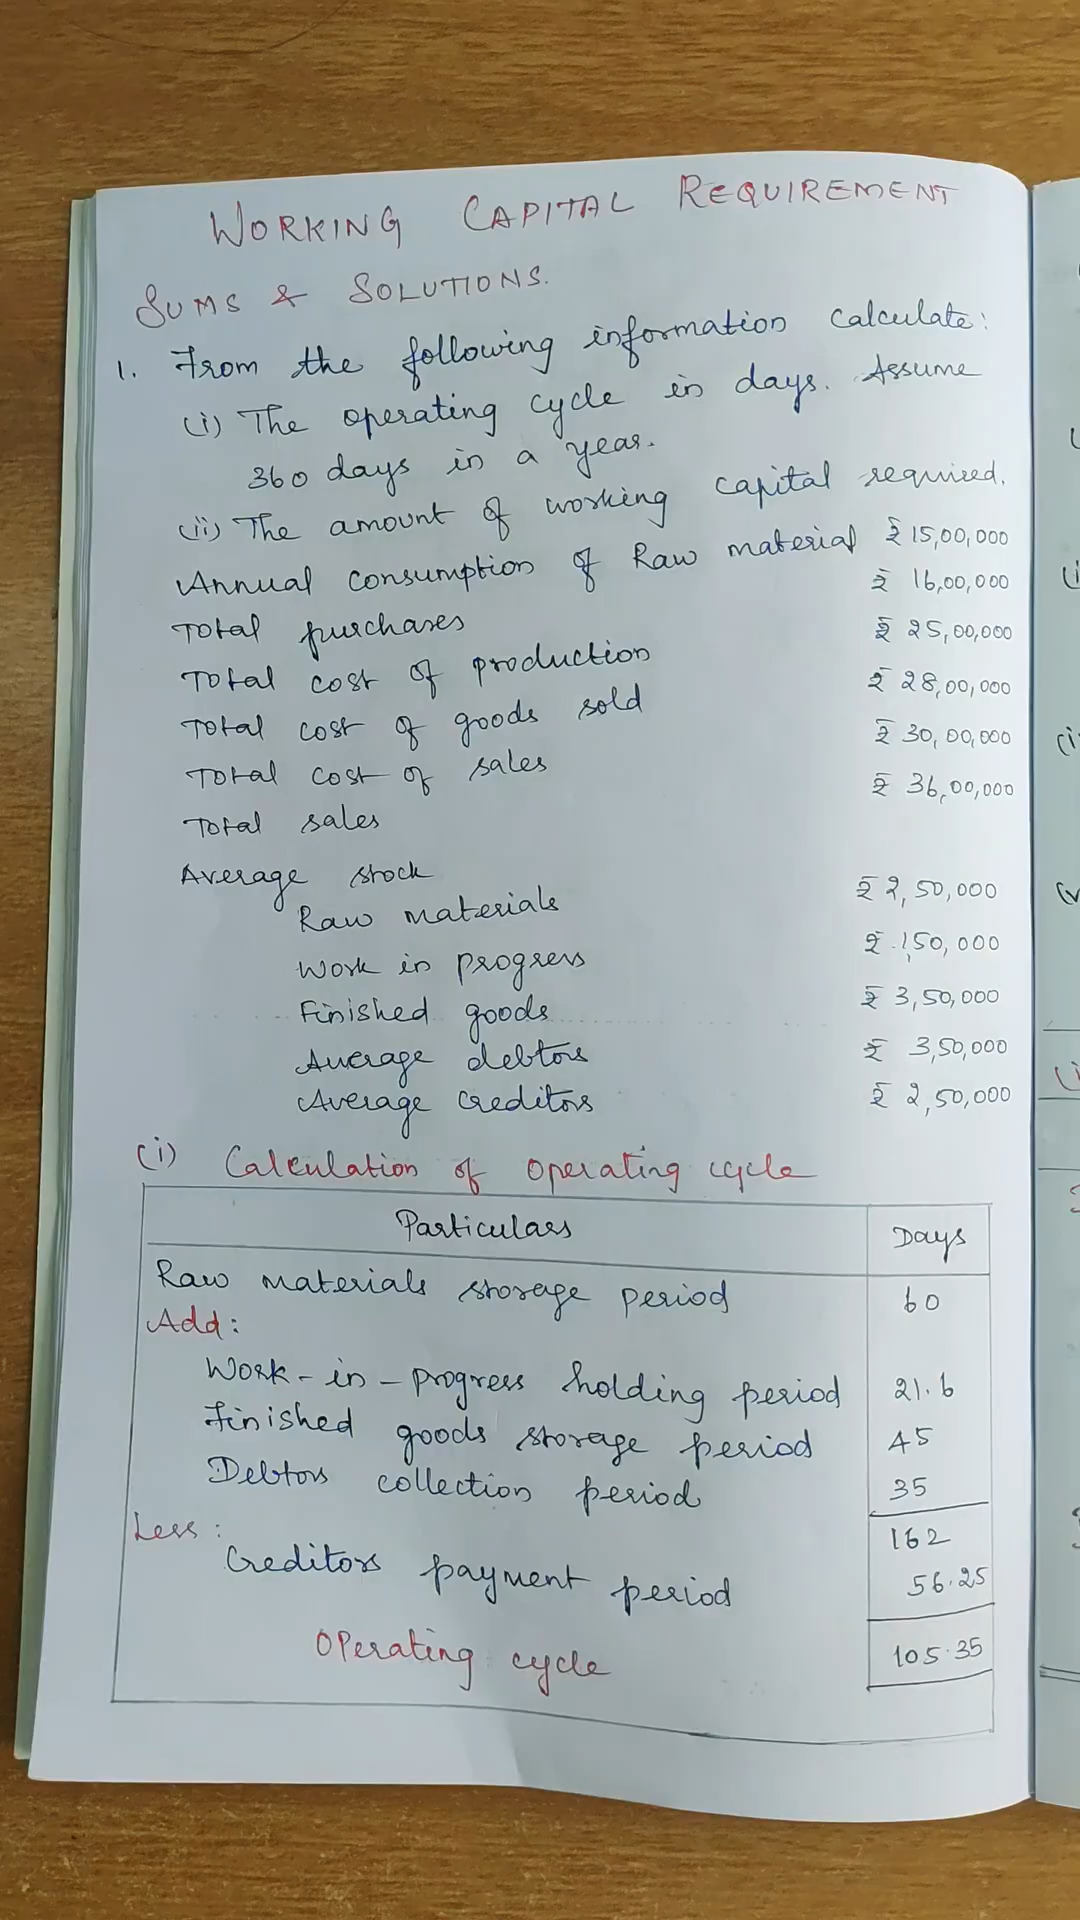 WORKING CAPITAL REQUIREMENT
SUMS & SOLUTIONS.
1. From the following information calculate:
(i) The operating cycle in days. Assume
360 days in a year.
(ii) The amount of working capital required.
Annual consumption of Raw material ₹ 15,00,000
Total purchases ₹ 16,00,000
Total cost of production ₹ 25,00,000
Total cost of goods sold ₹ 28,00,000
Total cost of sales ₹ 30,00,000
Total sales ₹ 36,00,000
Average stock
Raw materials ₹ 2,50,000
Work in progress ₹ 1,50,000
Finished goods ₹ 3,50,000
Average debtors ₹ 3,50,000
Average creditors ₹ 2,50,000
(i) Calculation of operating cycle
Particulars Days
Raw materials storage period 60
Add:
Work-in-progress holding period 21.6
Finished goods storage period 45
Debtors collection period 35
162
Less:
Creditors payment period 56.25
Operating cycle 105.35